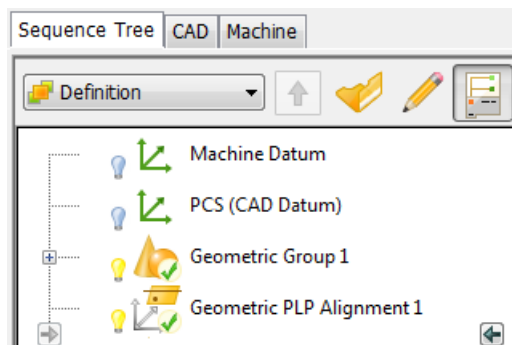 Sequence Tree CAD Machine
Definition
Machine Datum
PCS (CAD Datum)
Geometric Group 1
Geometric PLP Alignment 1